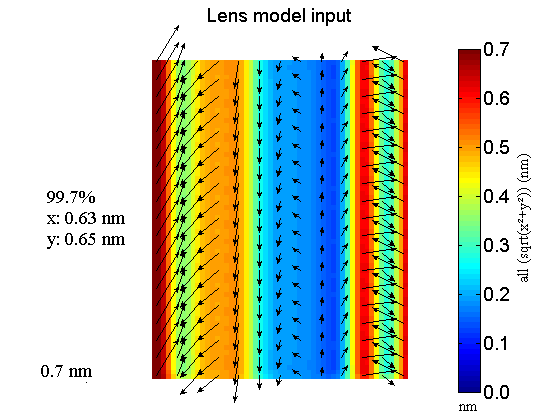 Lens model input
99.7%
x: 0.63 nm
y: 0.65 nm
0.7 nm
0.7
0.6
0.5
0.4
0.3
0.2
0.1
0.0
nm
all (sqrt(x²+y²)) (nm)